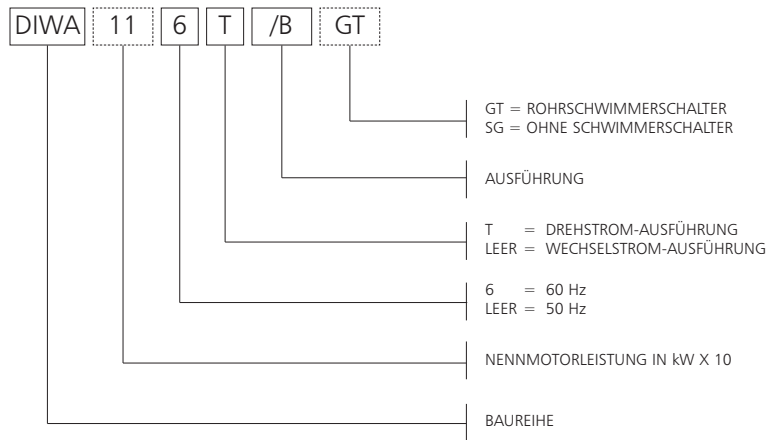 DIWA 11 6 T /B GT
GT = ROHRSCHWIMMERSCHALTER
SG = OHNE SCHWIMMERSCHALTER
AUSFÜHRUNG
T = DREHSTROM-AUSFÜHRUNG
LEER = WECHSELSTROM-AUSFÜHRUNG
6 = 60 Hz
LEER = 50 Hz
NENNMOTORLEISTUNG IN kW X 10
BAUREIHE